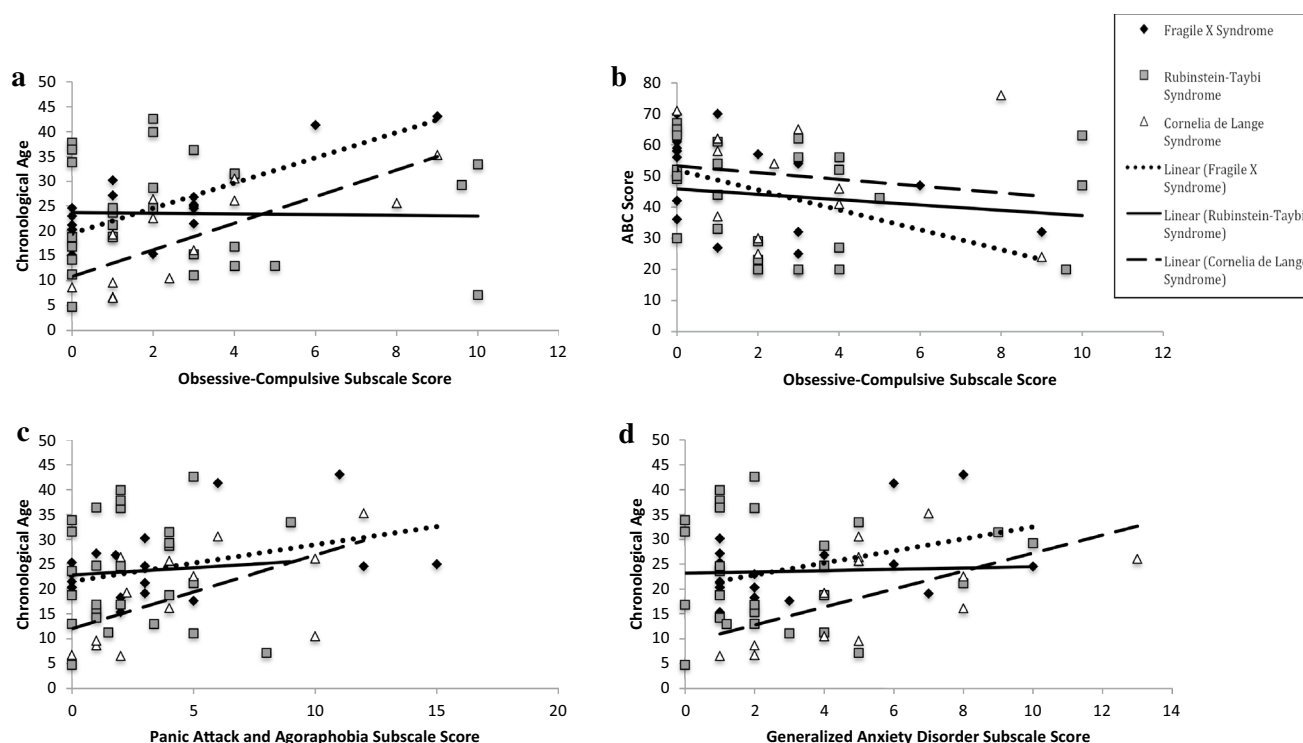 a
50
45
40
35
30
25
20
15
10
5
0
Chronological Age
0 2 4 6 8 10 12
Obsessive-Compulsive Subscale Score
b
80
70
60
50
40
30
20
10
0
ABC Score
0 2 4 6 8 10 12
Obsessive-Compulsive Subscale Score
Fragile X Syndrome
Rubinstein-Taybi
Syndrome
Cornelia de Lange
Syndrome
Linear (Fragile X
Syndrome)
Linear (Rubinstein-Taybi
Syndrome)
Linear (Cornelia de Lange
Syndrome)
c
50
45
40
35
30
25
20
15
10
5
0
Chronological Age
0 5 10 15 20
Panic Attack and Agoraphobia Subscale Score
d
50
45
40
35
30
25
20
15
10
5
0
Chronological Age
0 2 4 6 8 10 12 14
Generalized Anxiety Disorder Subscale Score